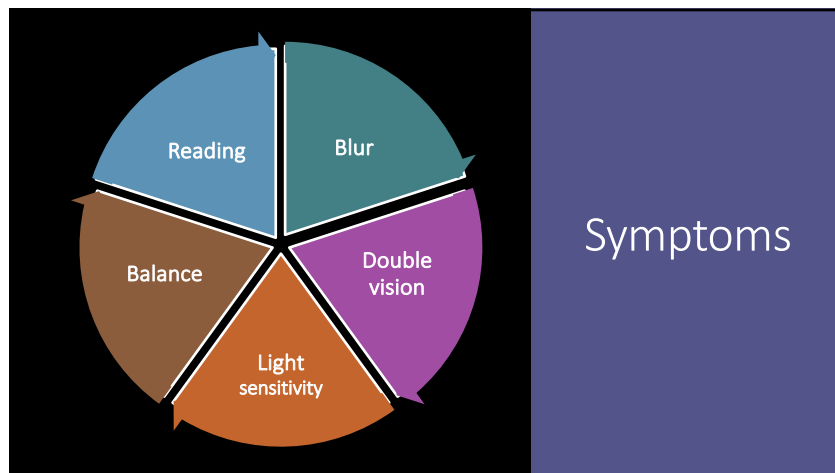 Reading
Blur
Balance
Double
vision
Light
sensitivity
Symptoms